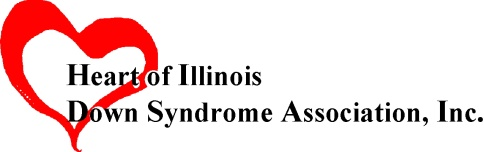 Heart of Illinois
Down Syndrome Association, Inc.